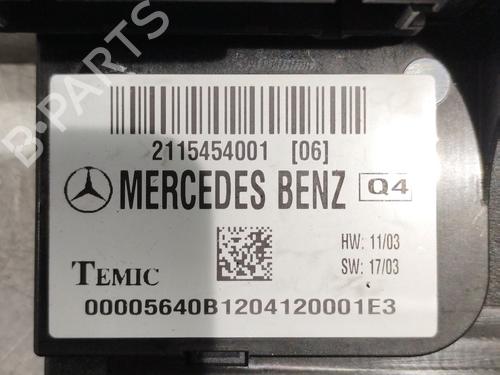 B-PARTS
2115454001 [06]
MERCEDES BENZ Q4
HW: 11/03
TEMIC SW: 17/03
00005640B1204120001E3